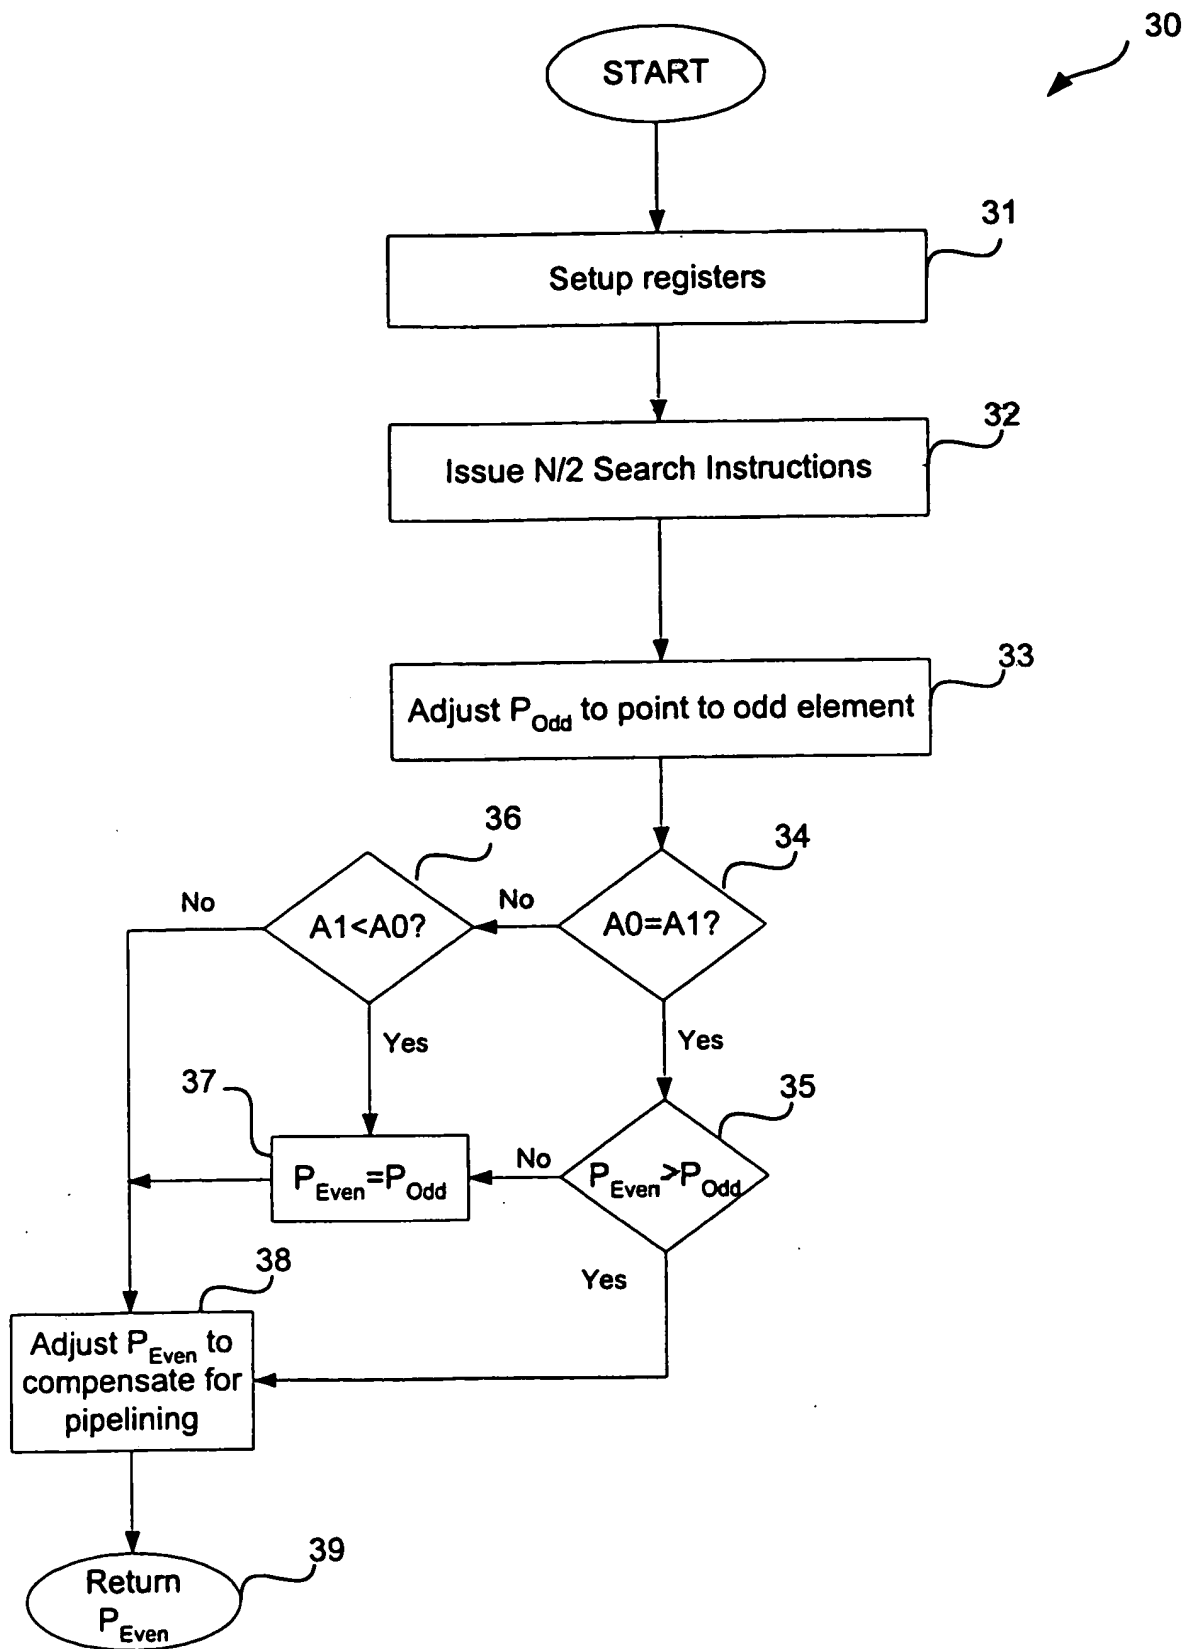 30
START
31
Setup registers
32
Issue N/2 Search Instructions
33
Adjust P_Odd to point to odd element
36
34
No
No
A1<A0?
A0=A1?
Yes
Yes
37
35
P_Even=P_Odd
No
P_Even>P_Odd
38
Yes
Adjust P_Even to
compensate for
pipelining
39
Return
P_Even